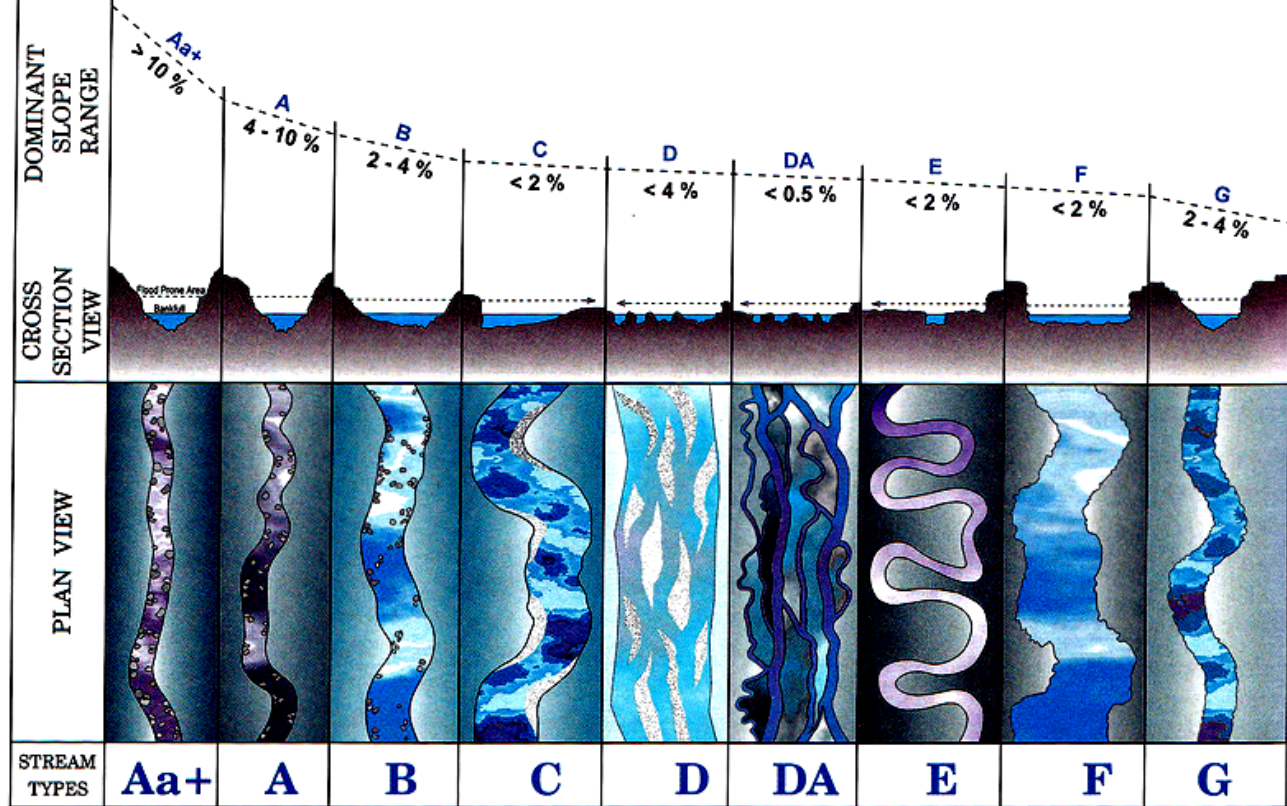 DOMINANT
SLOPE
RANGE
Aa+
> 10 %
A
4 - 10 %
B
2 - 4 %
C
< 2 %
D
< 4 %
DA
< 0.5 %
E
< 2 %
F
< 2 %
G
2 - 4 %
CROSS
SECTION
VIEW
Flood Prone Area
Bankfull
PLAN VIEW
STREAM
TYPES
Aa+
A
B
C
D
DA
E
F
G